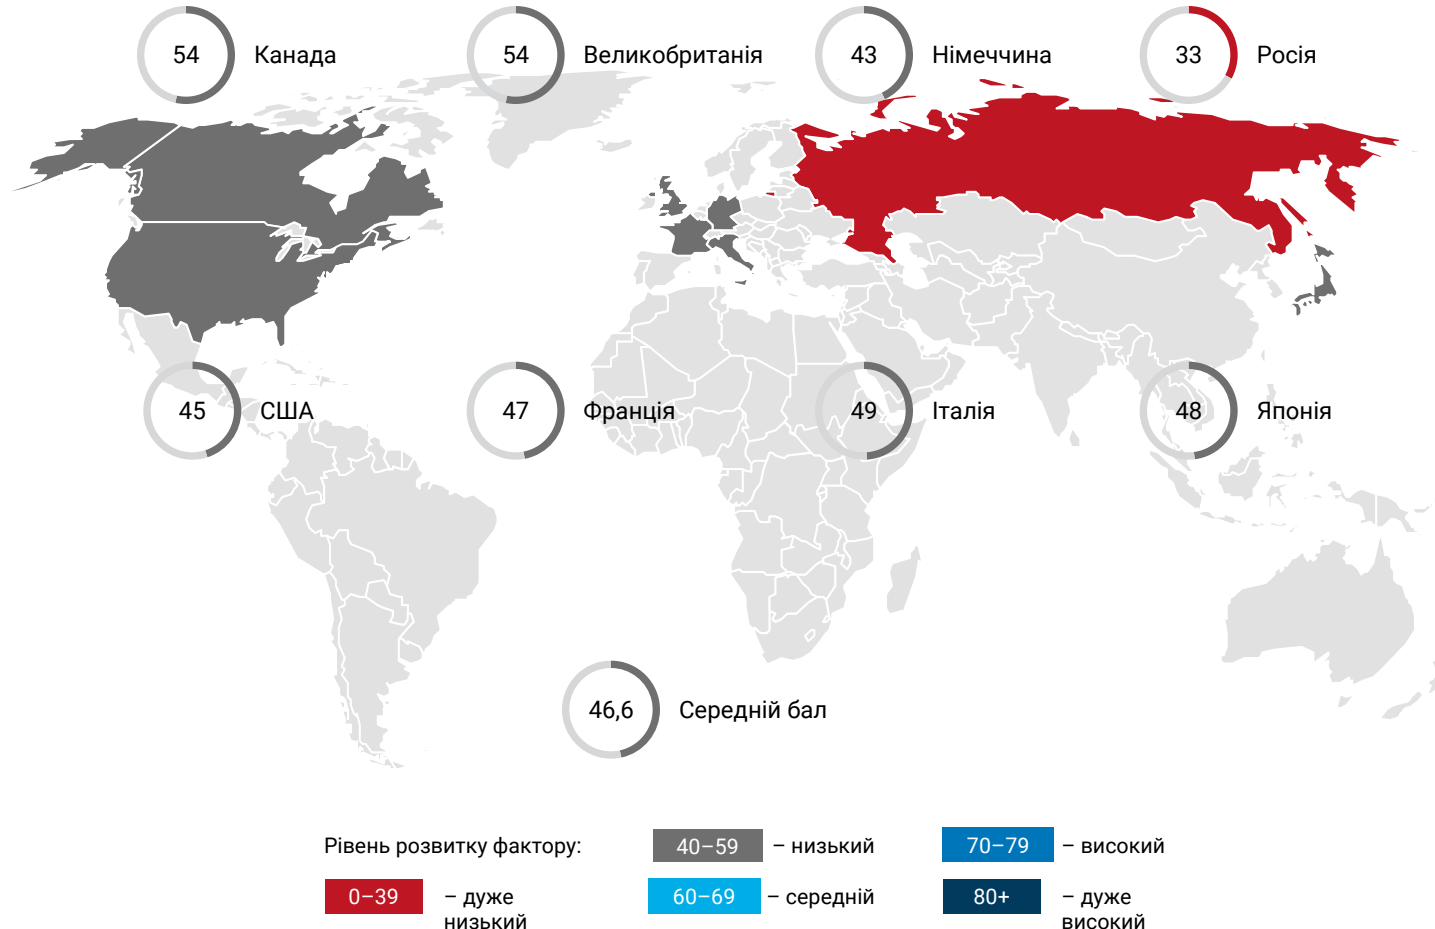 54 Канада
54 Великобританія
43 Німеччина
33 Росія
45 США
47 Франція
49 Італія
48 Японія
46,6 Середній бал
Рівень розвитку фактору:
0–39 – дуже
низький
40–59 – низький
60–69 – середній
70–79 – високий
80+ – дуже
високий